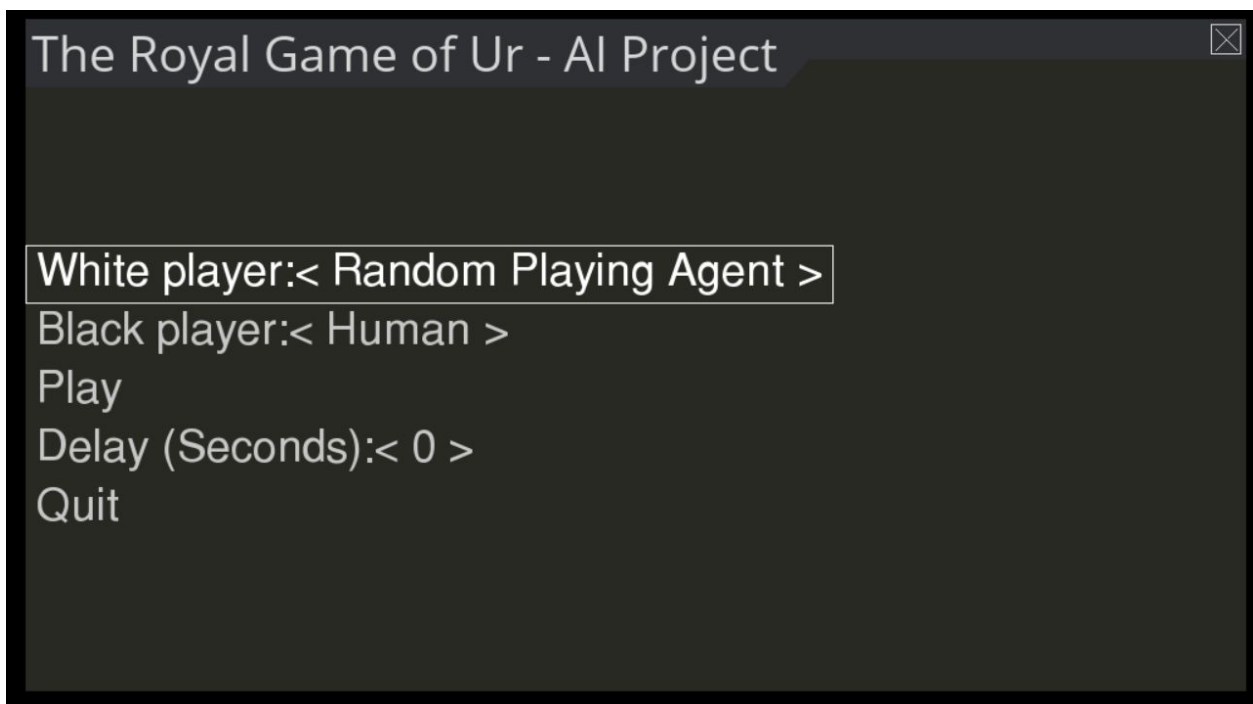 The Royal Game of Ur - AI Project
White player:< Random Playing Agent >
Black player:< Human >
Play
Delay (Seconds):< 0 >
Quit